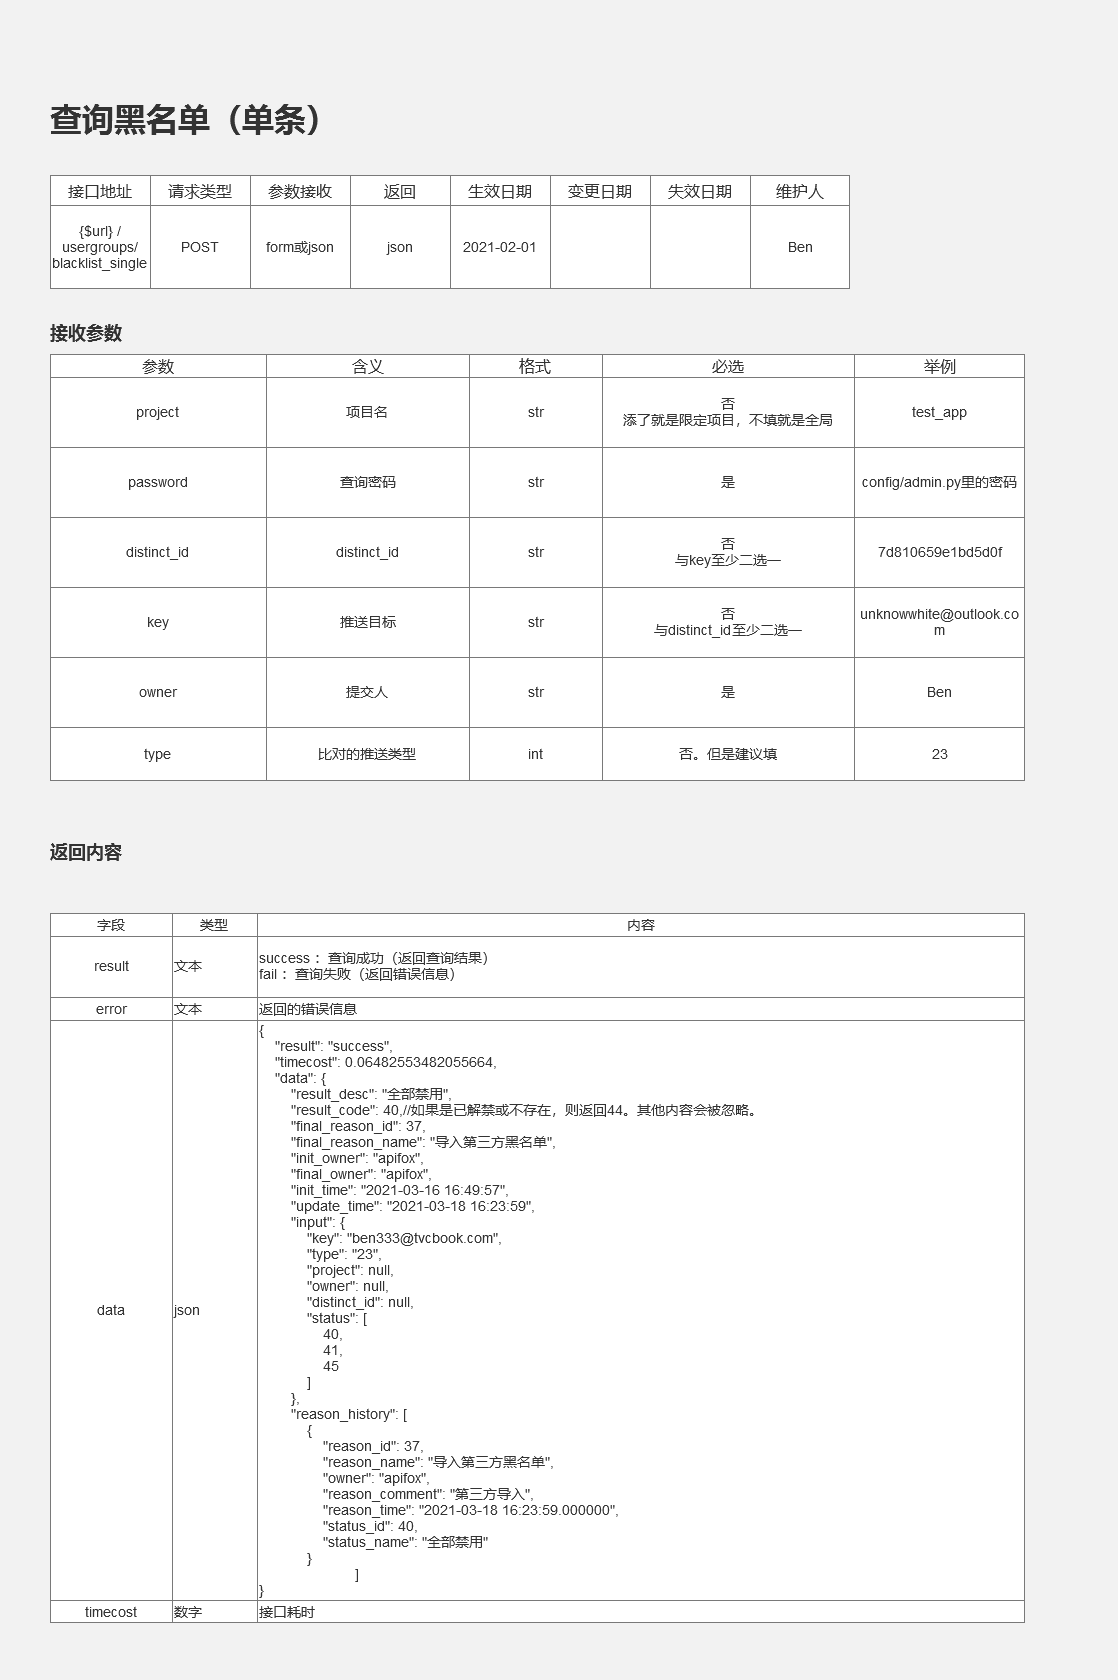 查询黑名单（单条）
接口地址 请求类型 参数接收 返回 生效日期 变更日期 失效日期 维护人
{$url} /
usergroups/
blacklist_single
POST form或json json 2021-02-01 Ben
接收参数
参数 含义 格式 必选 举例
project 项目名 str
否
添了就是限定项目，不填就是全局
test_app
password 查询密码 str 是 config/admin.py里的密码
distinct_id distinct_id str
否
与key至少二选一
7d810659e1bd5d0f
key 推送目标 str
否
与distinct_id至少二选一
unknowwhite@outlook.co
m
owner 提交人 str 是 Ben
type 比对的推送类型 int 否。但是建议填 23
返回内容
字段 类型 内容
result 文本
success： 查询成功（返回查询结果）
fail： 查询失败（返回错误信息）
error 文本 返回的错误信息
data json
{
"result": "success",
"timecost": 0.06482553482055664,
"data": {
"result_desc": "全部禁用",
"result_code": 40,//如果是已解禁或不存在，则返回44。其他内容会被忽略。
"final_reason_id": 37,
"final_reason_name": "导入第三方黑名单",
"init_owner": "apifox",
"final_owner": "apifox",
"init_time": "2021-03-16 16:49:57",
"update_time": "2021-03-18 16:23:59",
"input": {
"key": "ben333@tvcbook.com",
"type": "23",
"project": null,
"owner": null,
"distinct_id": null,
"status": [
40,
41,
45
]
},
"reason_history": [
{
"reason_id": 37,
"reason_name": "导入第三方黑名单",
"owner": "apifox",
"reason_comment": "第三方导入",
"reason_time": "2021-03-18 16:23:59.000000",
"status_id": 40,
"status_name": "全部禁用"
}
]
}
timecost 数字 接口耗时